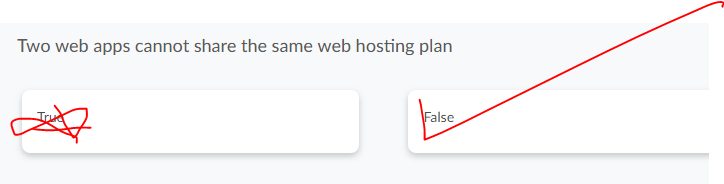 Two web apps cannot share the same web hosting plan
True
False